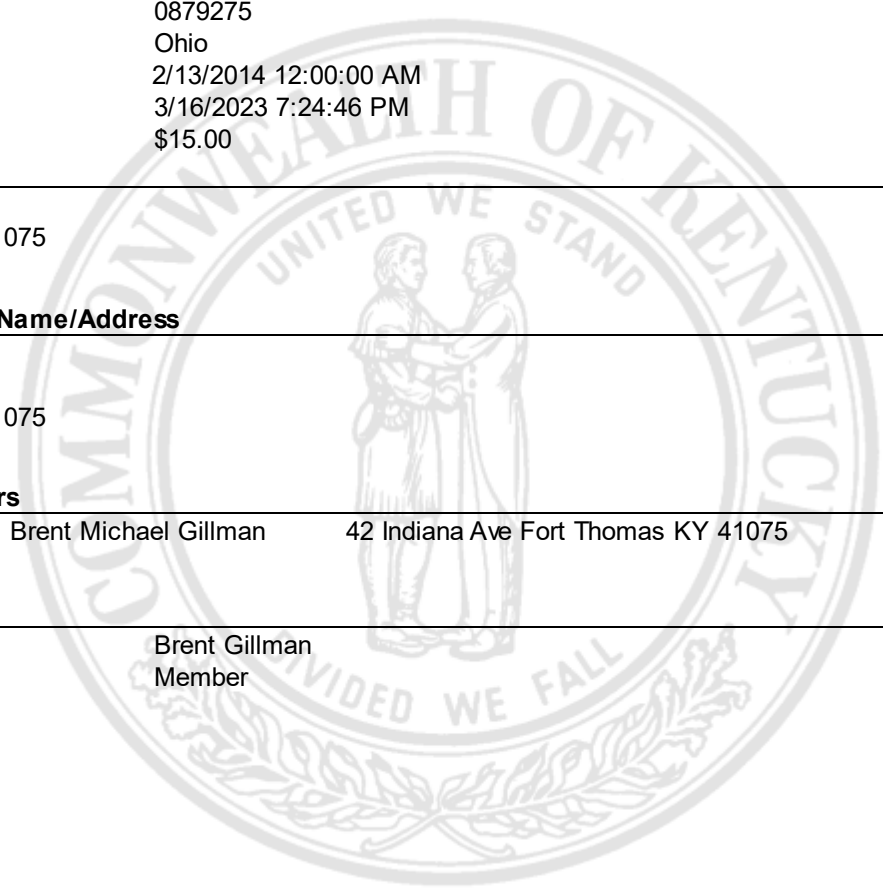 0879275
Ohio
2/13/2014 12:00:00 AM
3/16/2023 7:24:46 PM
$15.00
075
Name/Address
075
rs
Brent Michael Gillman 42 Indiana Ave Fort Thomas KY 41075
Brent Gillman
Member
COMMONWEALTH OF KENTUCKY
UNITED WE STAND
DIVIDED WE FALL